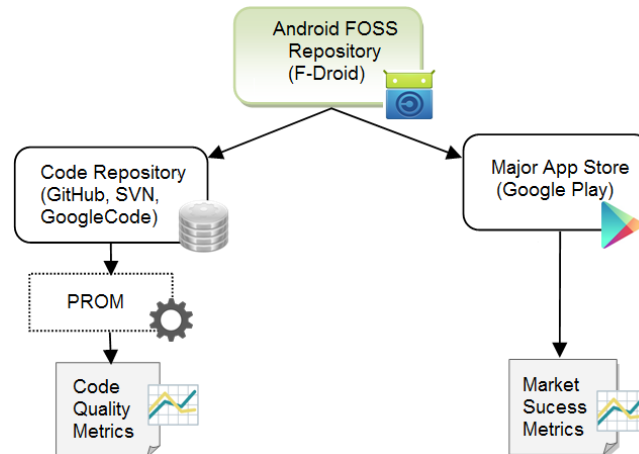 Android FOSS
Repository
(F-Droid)
Code Repository
(GitHub, SVN,
GoogleCode)
Major App Store
(Google Play)
PROM
Code
Quality
Metrics
Market
Sucess
Metrics